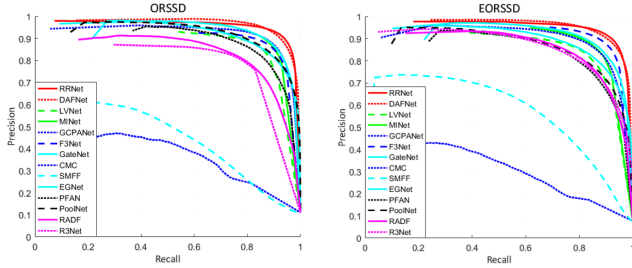 ORSSD
1
0.9
0.8
0.7
0.6
0.5
0.4
0.3
0.2
0.1
0
Precision
RRNet
DAFNet
LVNet
MINet
GCPANet
F3Net
GateNet
CMC
SMFF
EGNet
PFAN
PoolNet
RADF
R3Net
0 0.2 0.4 0.6 0.8 1
Recall
EORSSD
1
0.9
0.8
0.7
0.6
0.5
0.4
0.3
0.2
0.1
0
Precision
RRNet
DAFNet
LVNet
MINet
GCPANet
F3Net
GateNet
CMC
SMFF
EGNet
PFAN
PoolNet
RADF
R3Net
0.2 0.4 0.6 0.8 1
Recall